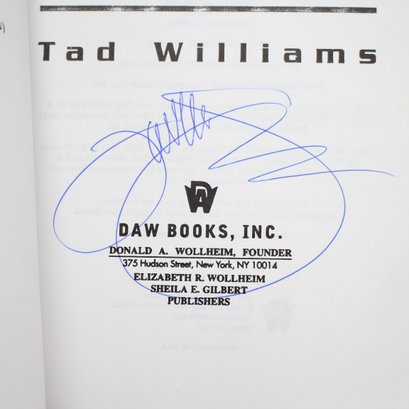 Tad Williams
DAW BOOKS, INC.
DONALD A. WOLLHEIM, FOUNDER
375 Hudson Street, New York, NY 10014
ELIZABETH R. WOLLHEIM
SHEILA E. GILBERT
PUBLISHERS